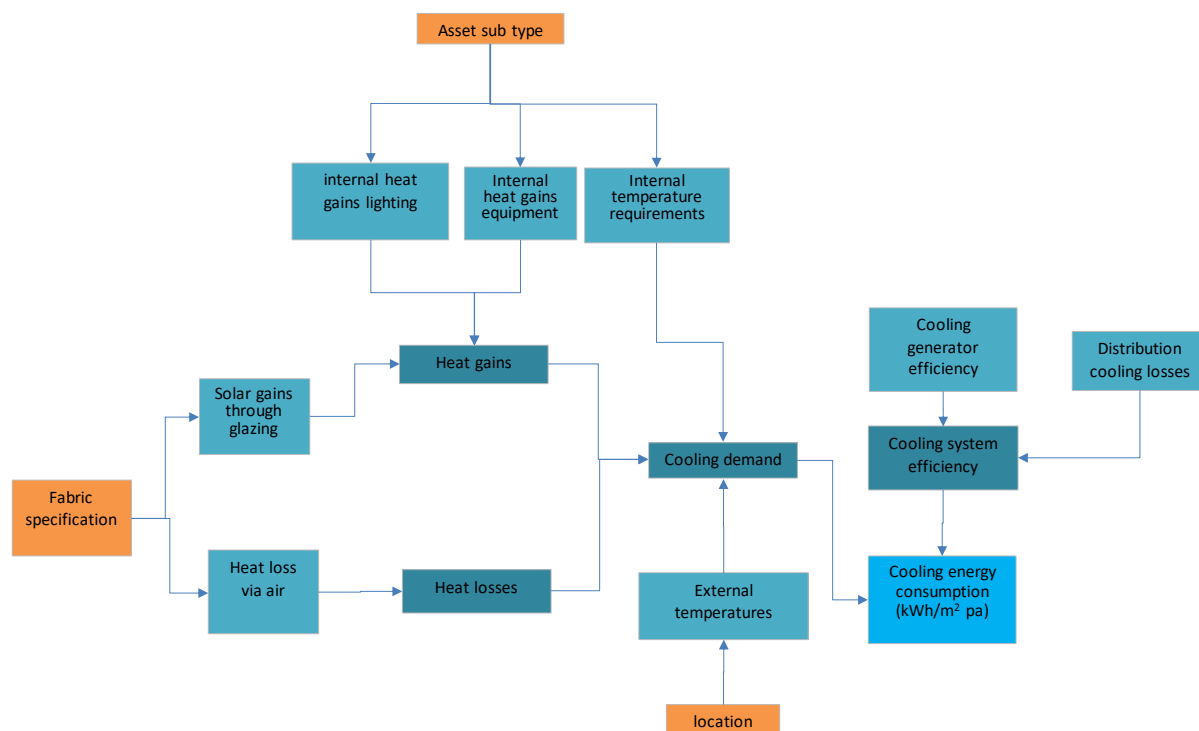 Asset sub type
internal heat
gains lighting
Internal
heat gains
equipment
Internal
temperature
requirements
Cooling
generator
efficiency
Distribution
cooling losses
Heat gains
Solar gains
through
glazing
Cooling demand
Cooling system
efficiency
Fabric
specification
Heat loss
via air
Heat losses
External
temperatures
Cooling energy
consumption
(kWh/m² pa)
location